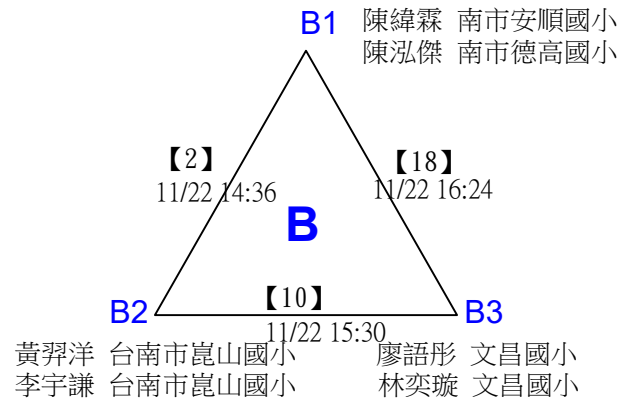 B1 陳緯霖 南市安順國小
陳泓傑 南市德高國小
【2】
11/22 14:36
【18】
11/22 16:24
B
B2
【10】
11/22 15:30
B3
黃羿洋 台南市崑山國小
李宇謙 台南市崑山國小
廖語彤 文昌國小
林奕璇 文昌國小